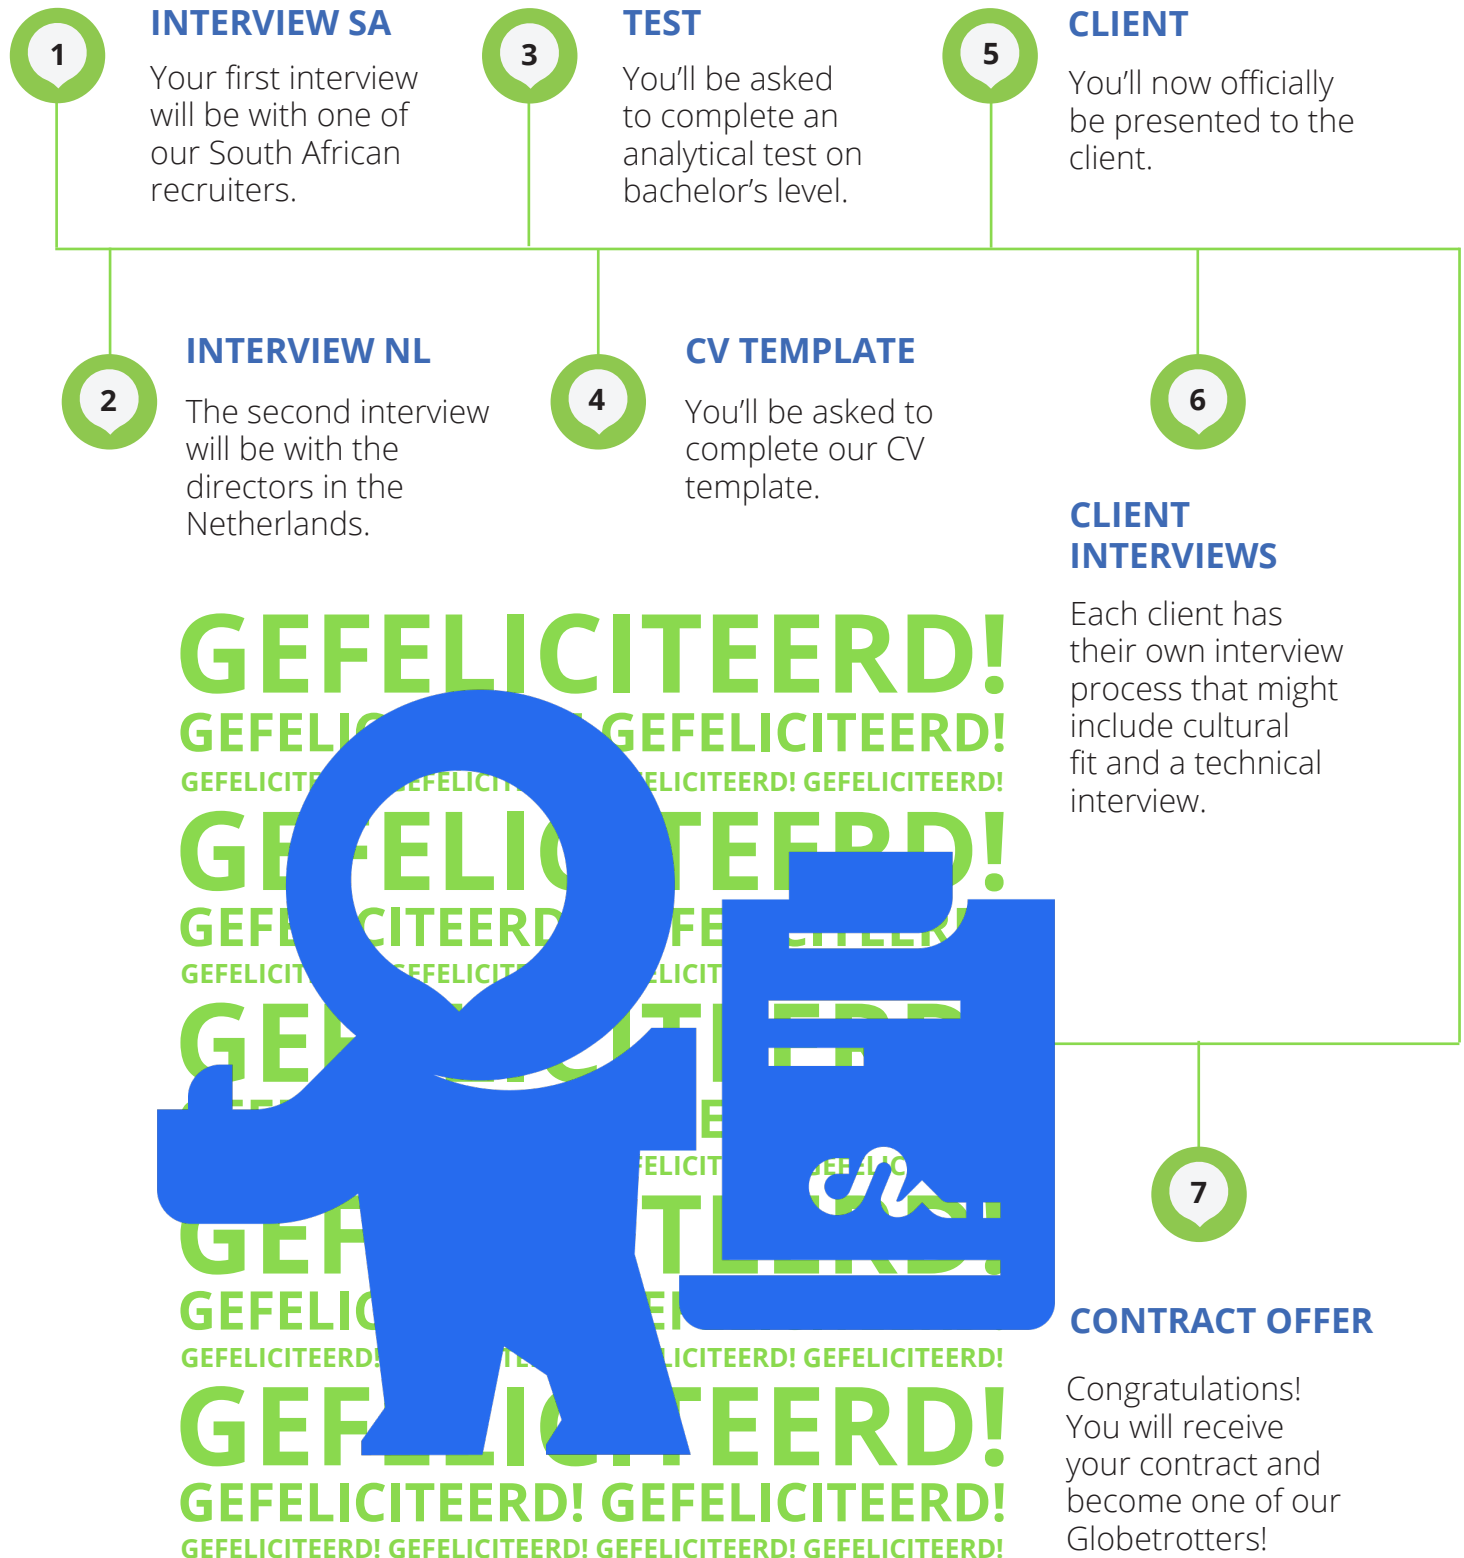 1
INTERVIEW SA
Your first interview
will be with one of
our South African
recruiters.
2
INTERVIEW NL
The second interview
will be with the
directors in the
Netherlands.
3
TEST
You'll be asked
to complete an
analytical test on
bachelor's level.
4
CV TEMPLATE
You'll be asked to
complete our CV
template.
5
CLIENT
You'll now officially
be presented to the
client.
6
CLIENT
INTERVIEWS
Each client has
their own interview
process that might
include cultural
fit and a technical
interview.
7
CONTRACT OFFER
Congratulations!
You will receive
your contract and
become one of our
Globetrotters!
GEFELICITEERD!
GEFELICITEERD!
GEFELICITEERD!
GEFELICITEERD! GEFELICITEERD!
GEFELICITEERD! GEFELICITEERD! GEFELICITEERD! GEFELICITEERD!